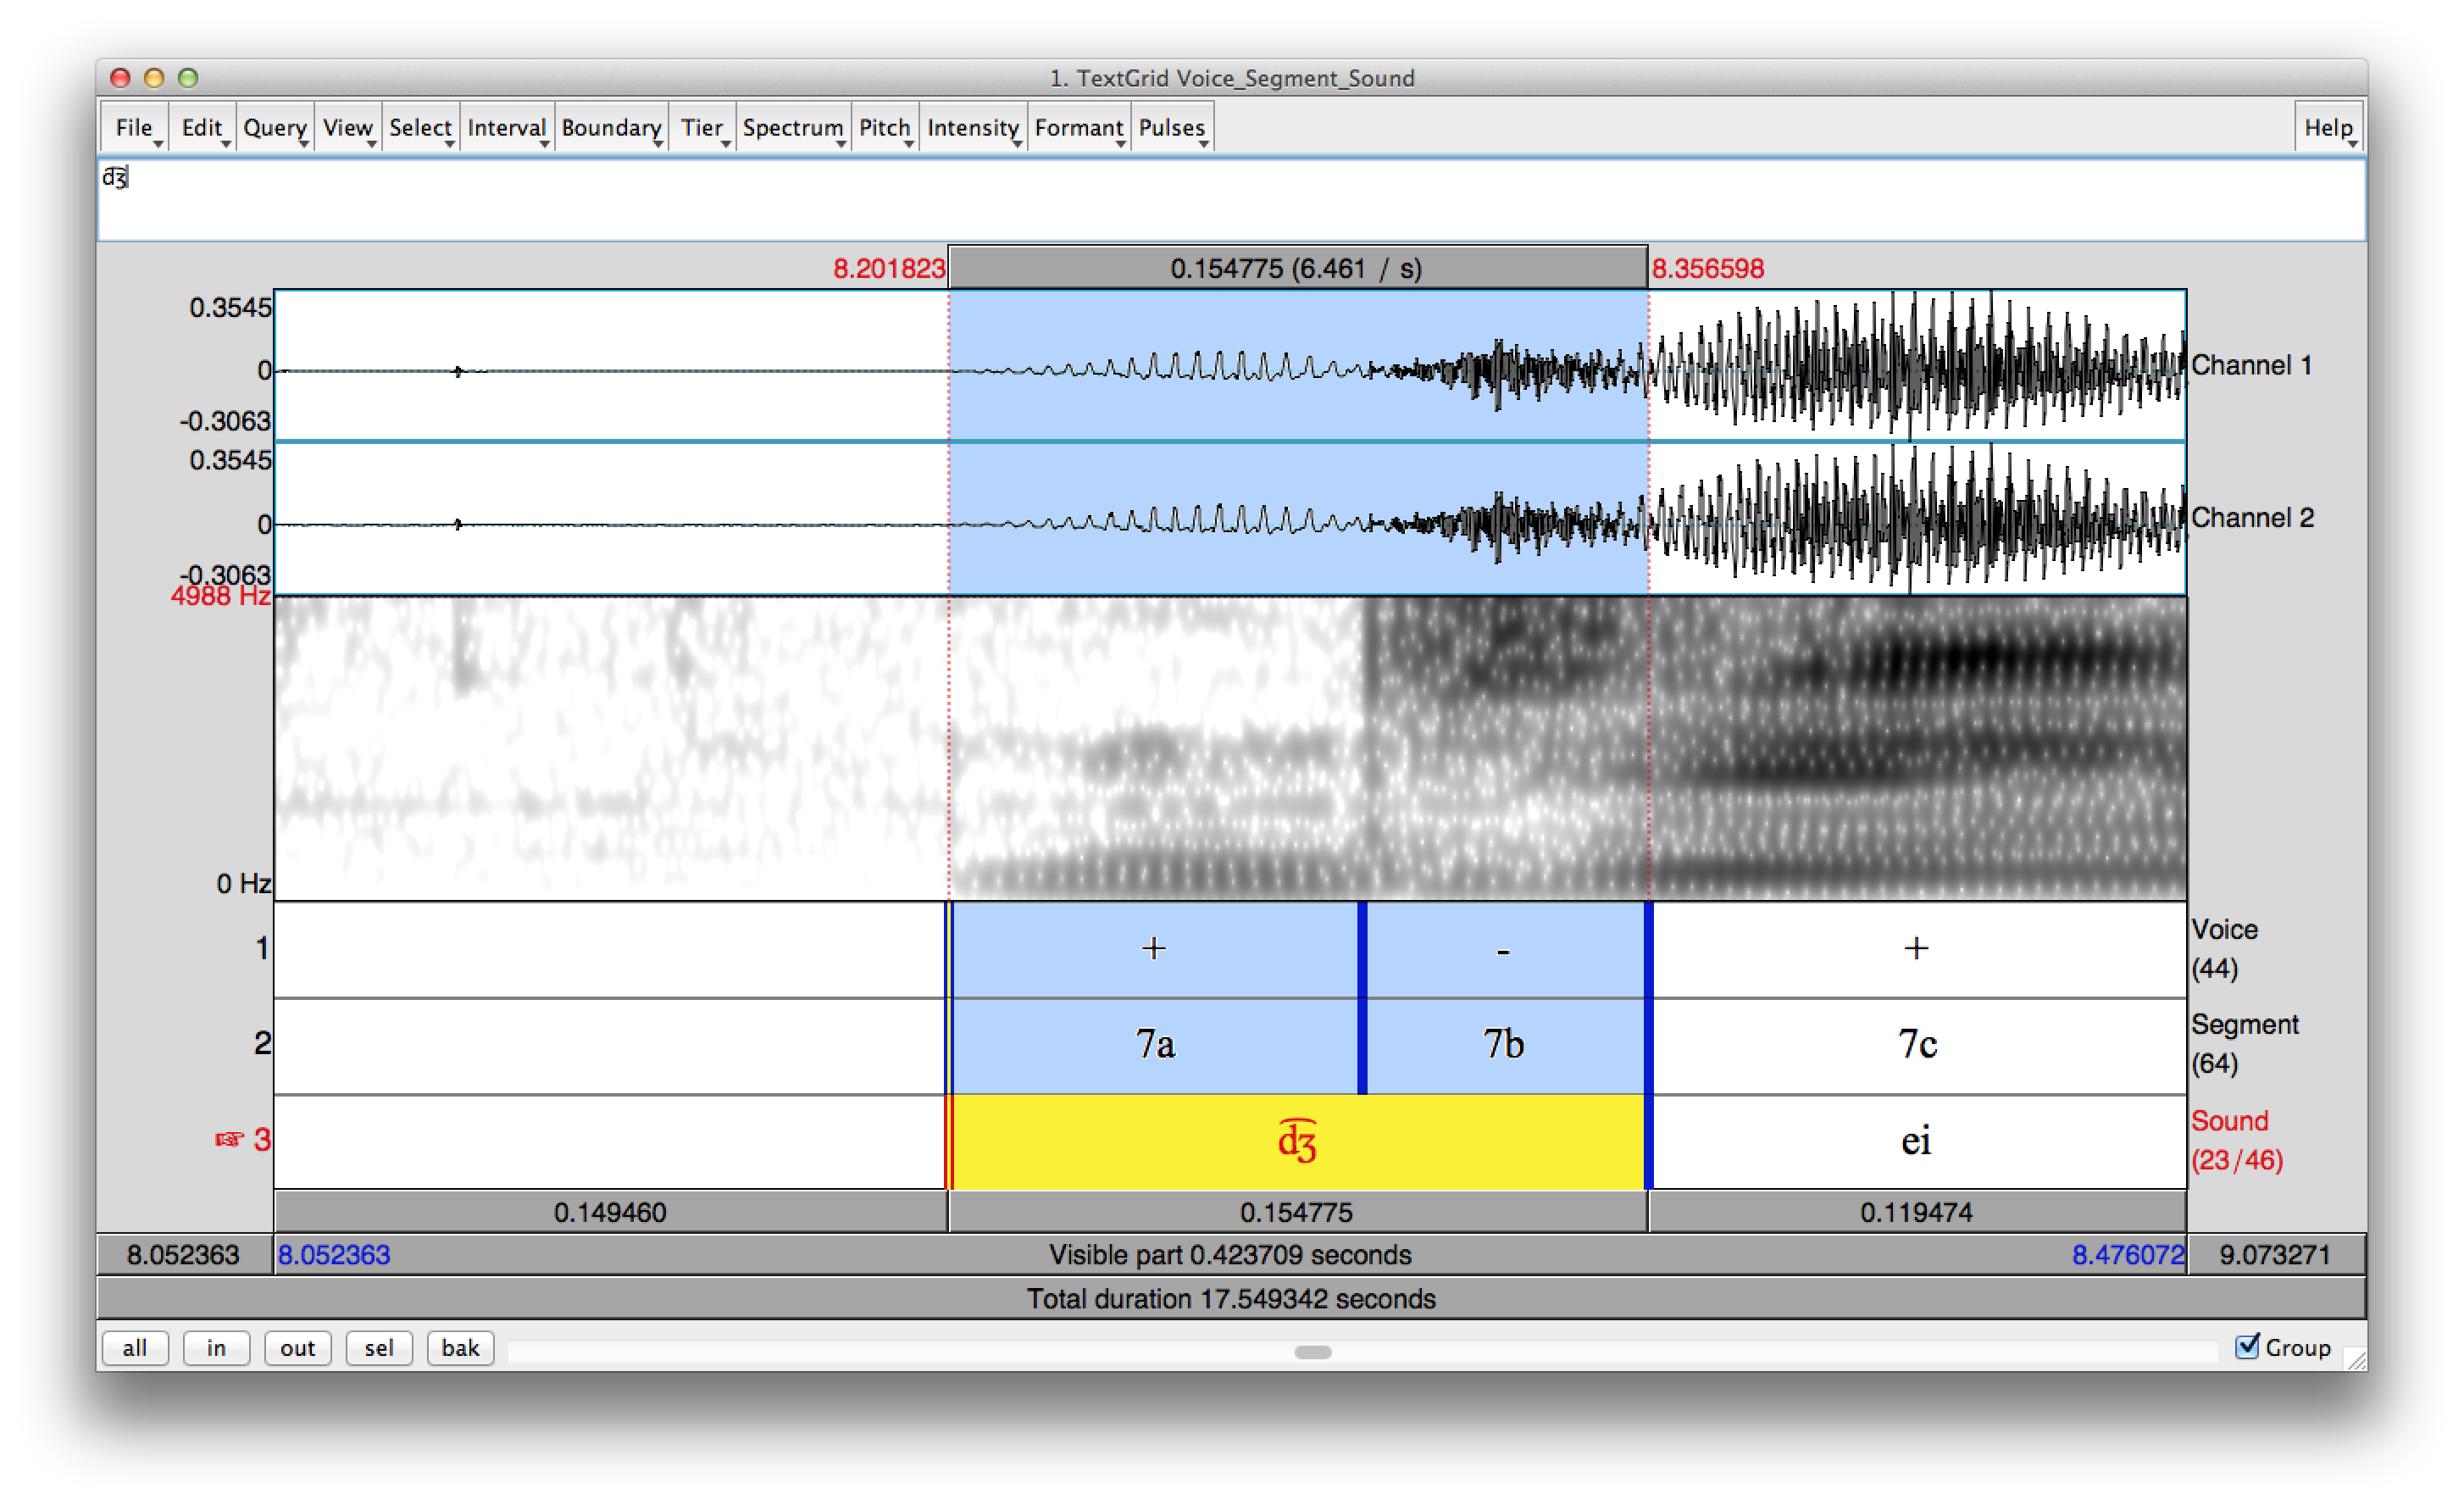 1. TextGrid Voice_Segment_Sound
File Edit Query View Select Interval Boundary Tier Spectrum Pitch Intensity Formant Pulses Help
d͡ʒ
8.201823 0.154775 (6.461 / s) 8.356598
0.3545
0 Channel 1
-0.3063
0.3545
0 Channel 2
-0.3063
4988 Hz
0 Hz
1 + - + Voice
(44)
2 7a 7b 7c Segment
(64)
☞ 3 d͡ʒ ei Sound
(23/46)
0.149460 0.154775 0.119474
8.052363 8.052363 Visible part 0.423709 seconds 8.476072 9.073271
Total duration 17.549342 seconds
all in out sel bak Group